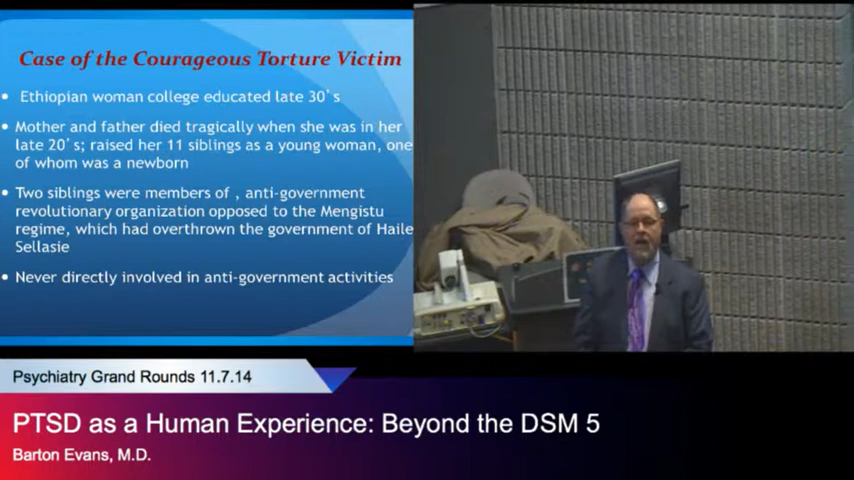 Case of the Courageous Torture Victim
• Ethiopian woman college educated late 30's
• Mother and father died tragically when she was in her
late 20's; raised her 11 siblings as a young woman, one
of whom was a newborn
• Two siblings were members of , anti-government
revolutionary organization opposed to the Mengistu
regime, which had overthrown the government of Haile
Sellasie
• Never directly involved in anti-government activities
Psychiatry Grand Rounds 11.7.14
PTSD as a Human Experience: Beyond the DSM 5
Barton Evans, M.D.